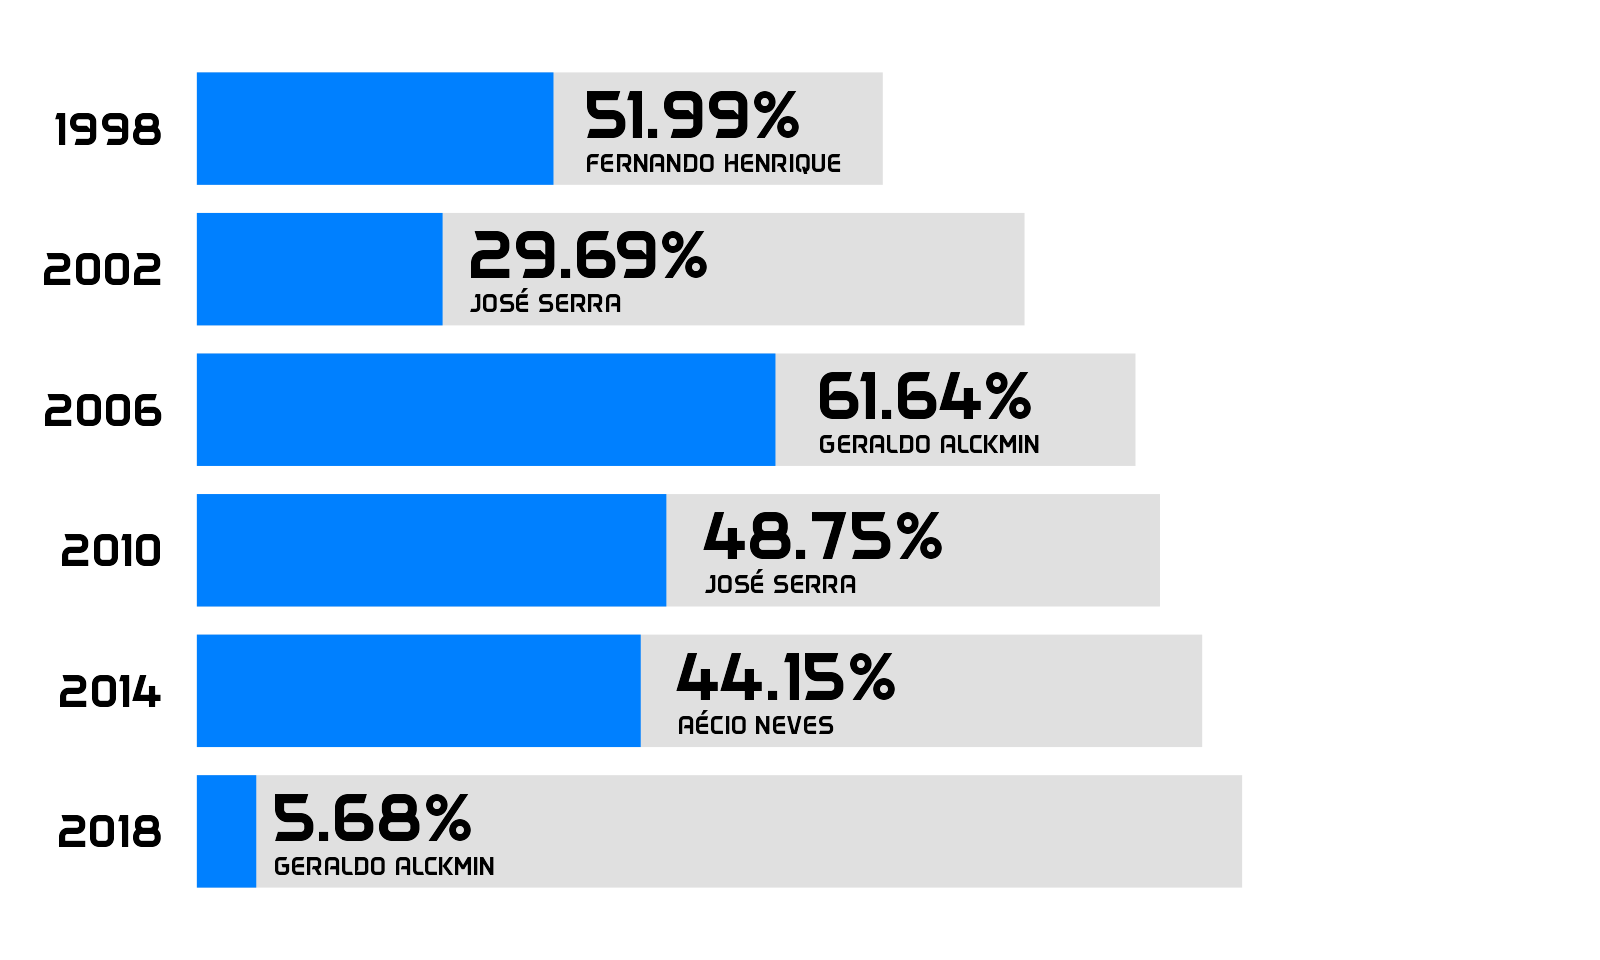 1998
51.99%
FERNANDO HENRIQUE
2002
29.69%
JOSÉ SERRA
2006
61.64%
GERALDO ALCKMIN
2010
48.75%
JOSÉ SERRA
2014
44.15%
AÉCIO NEVES
2018
5.68%
GERALDO ALCKMIN